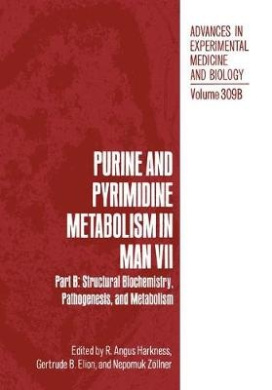 ADVANCES IN
EXPERIMENTAL
MEDICINE
AND BIOLOGY
Volume 309B
PURINE AND
PYRIMIDINE
METABOLISM IN
MAN VII
Part B: Structural Biochemistry,
Pathogenesis, and Metabolism
Edited by R. Angus Harkness,
Gertrude B. Elion, and Nepomuk Zöllner